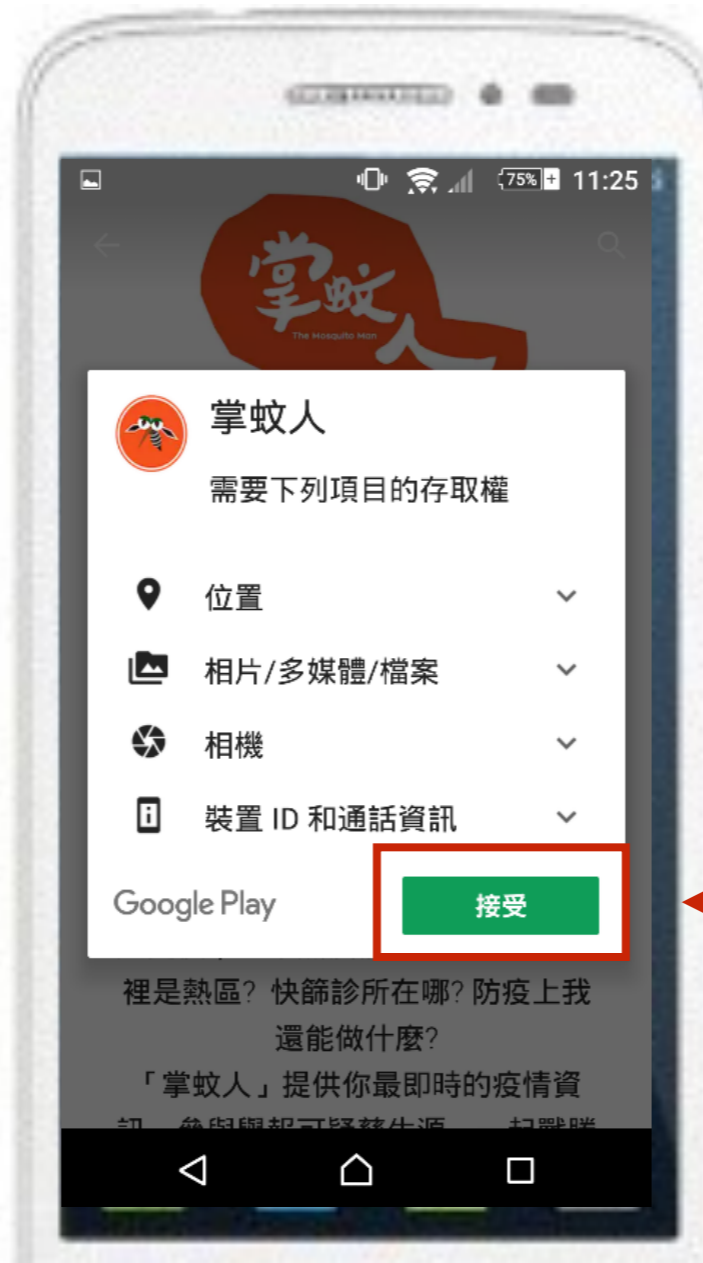 75% 11:25
掌蚊人
The Mosquito Man
掌蚊人
需要下列項目的存取權
位置
相片/多媒體/檔案
相機
裝置 ID 和通話資訊
Google Play
接受
裡是熱區? 快篩診所在哪? 防疫上我
還能做什麼?
「掌蚊人」提供你最即時的疫情資